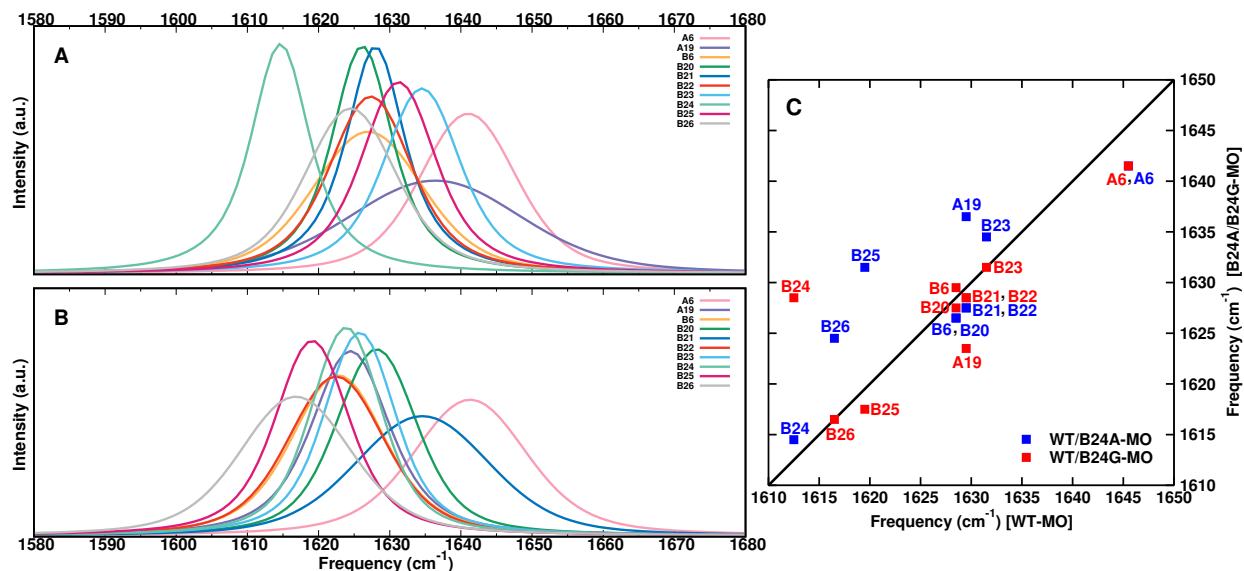 1580 1590 1600 1610 1620 1630 1640 1650 1660 1670 1680
A
Intensity (a.u.)
A6
A19
B6
B20
B21
B22
B23
B24
B25
B26
B
Intensity (a.u.)
A6
A19
B6
B20
B21
B22
B23
B24
B25
B26
1580 1590 1600 1610 1620 1630 1640 1650 1660 1670 1680
Frequency (cm⁻¹)
C
A6,A6
A19
B23
B25
B23
B24
B6
B21, B22
B20
B21, B22
B26
B6, B20
A19
B25
B24
B26
WT/B24A-MO
WT/B24G-MO
1650
1645
1640
1635
1630
1625
1620
1615
1610
Frequency (cm⁻¹) [B24A/B24G-MO]
1610 1615 1620 1625 1630 1635 1640 1645 1650
Frequency (cm⁻¹) [WT-MO]